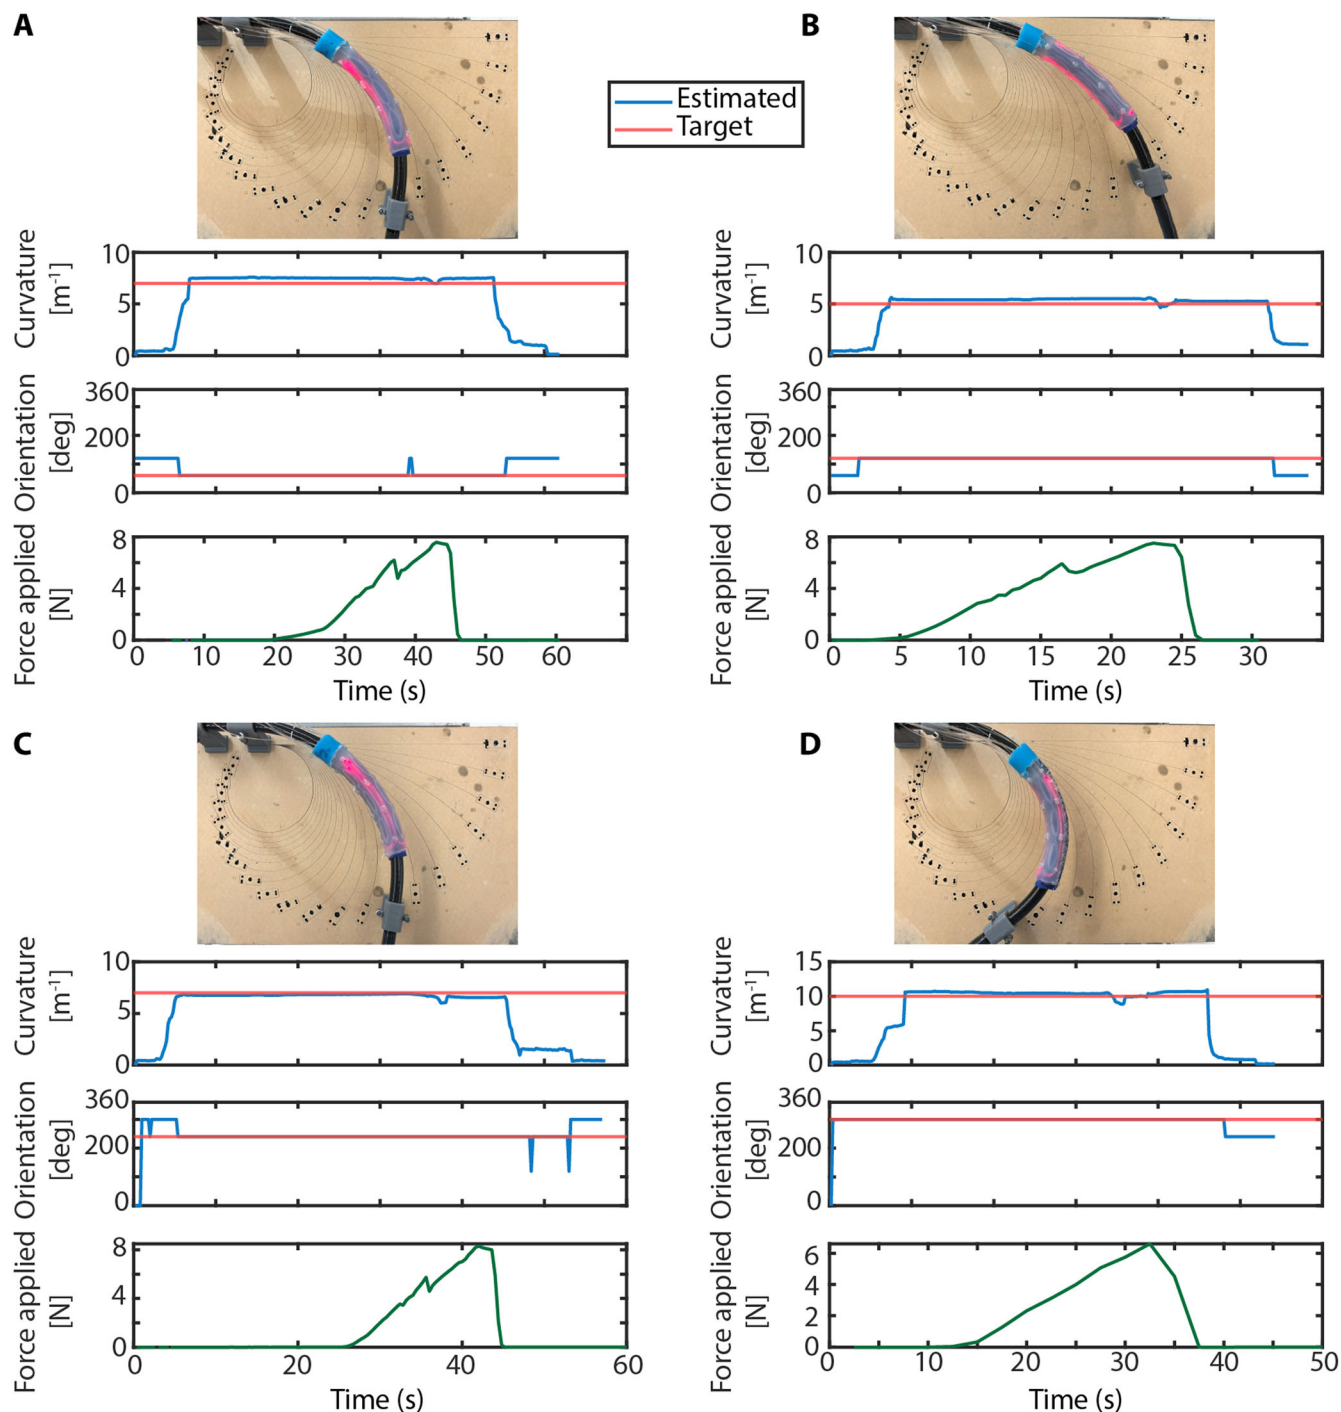 A
B
Estimated
Target
Curvature
[m⁻¹]
10
5
0
Curvature
[m⁻¹]
10
5
0
Orientation
[deg]
360
200
0
Orientation
[deg]
360
200
0
Force applied
[N]
8
4
0
0 10 20 30 40 50 60
Time (s)
Force applied
[N]
8
4
0
0 5 10 15 20 25 30
Time (s)
C
D
Curvature
[m⁻¹]
10
5
0
Curvature
[m⁻¹]
15
10
5
0
Orientation
[deg]
360
200
0
Orientation
[deg]
360
200
0
Force applied
[N]
8
4
0
0 20 40 60
Time (s)
Force applied
[N]
6
4
2
0
0 10 20 30 40 50
Time (s)